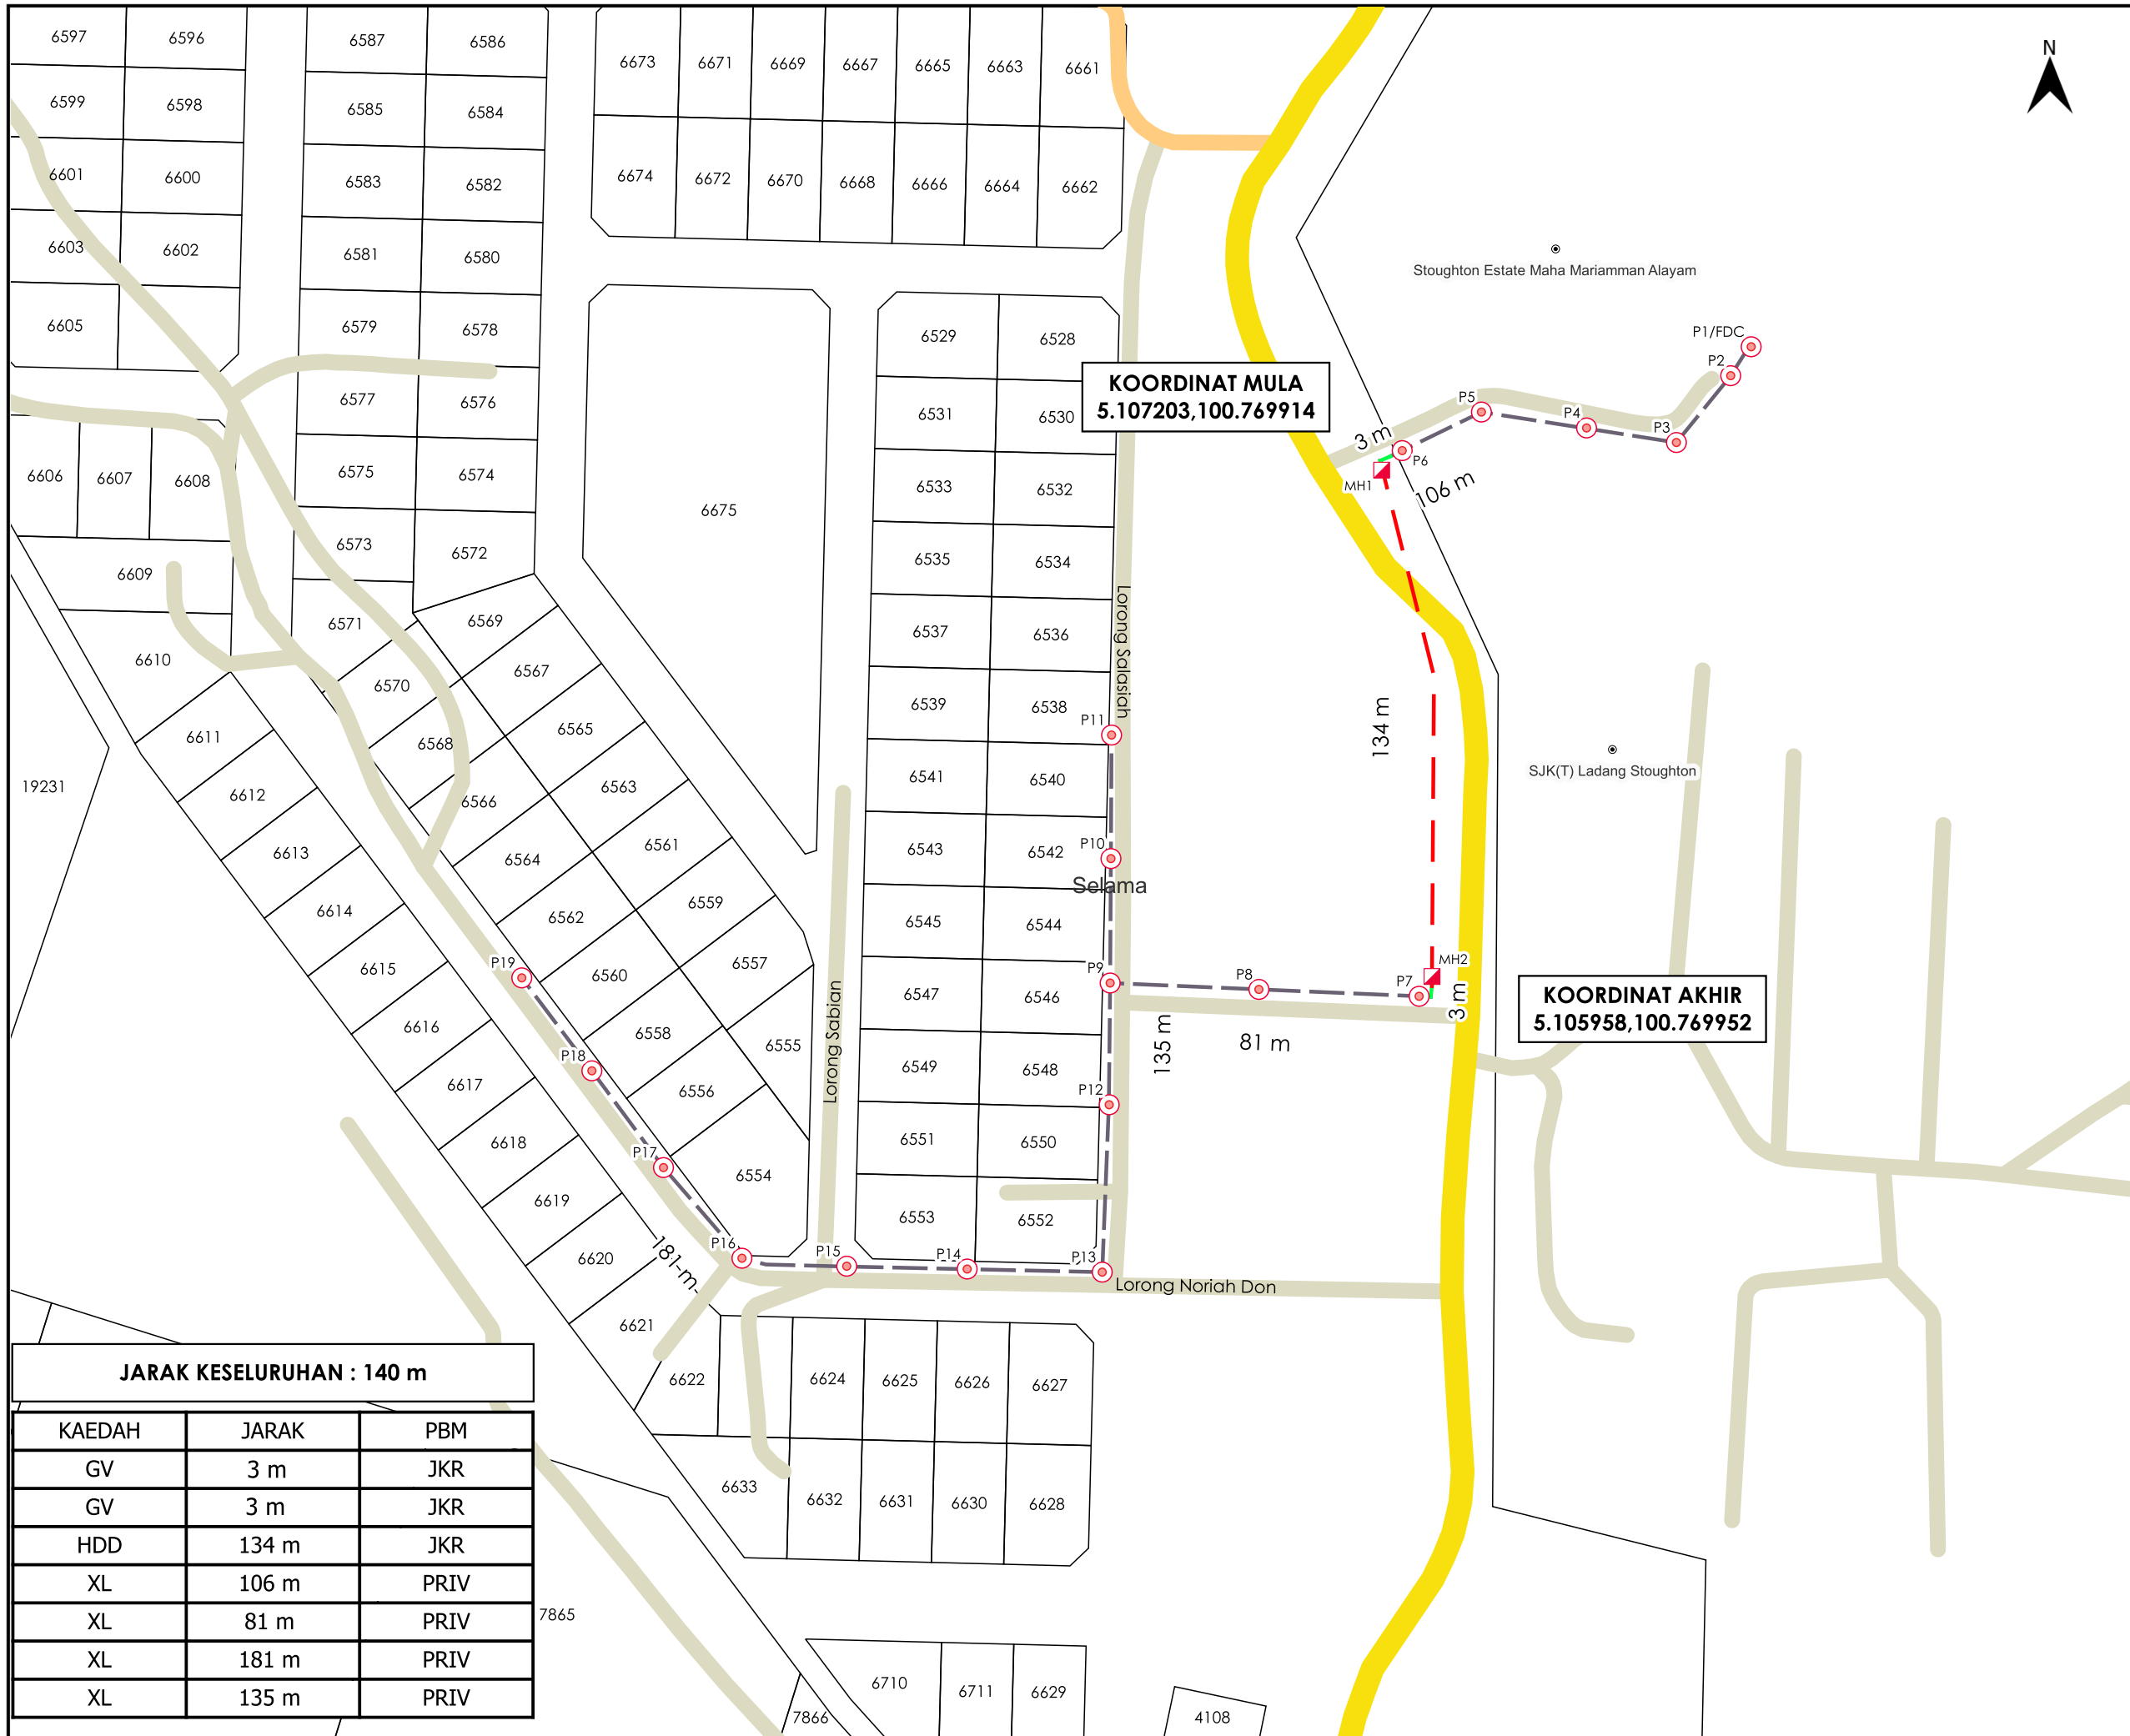 6597
6596
6587
6586
6673
6671
6669
6667
6665
6663
6661
N
6599
6598
6585
6584
6601
6600
6583
6582
6674
6672
6670
6668
6666
6664
6662
6603
6602
6581
6580
Stoughton Estate Maha Mariamman Alayam
6605
6579
6578
6529
6528
P1/FDC
P2
KOORDINAT MULA
5.107203,100.769914
6577
6576
6531
6530
P5
P4
P3
3 m
P6
6606
6607
6608
6575
6574
6533
6532
MH1
106 m
6675
6573
6572
6535
6534
6609
6571
6569
6537
6536
Lorong Salasiah
6610
6570
6567
6539
6538
P11
134 m
6611
6568
6565
6541
6540
SJK(T) Ladang Stoughton
19231
6612
6566
6563
6543
6542
P10
6613
6564
6561
Selama
6614
6562
6559
6545
6544
6615
P19
6560
6557
6547
6546
P9
P8
P7
MH2
3 m
KOORDINAT AKHIR
5.105958,100.769952
6616
6558
6555
Lorong Sabian
135 m
81 m
6617
P18
6556
6549
6548
P12
6618
P17
6554
6551
6550
6619
6553
6552
6620
181 m
P16
P15
P14
P13
Lorong Noriah Don
6621
6622
6624
6625
6626
6627
6633
6632
6631
6630
6628
JARAK KESELURUHAN : 140 m
KAEDAH JARAK PBM
GV 3 m JKR
GV 3 m JKR
HDD 134 m JKR
XL 106 m PRIV
XL 81 m PRIV
XL 181 m PRIV
XL 135 m PRIV
7865
7866
6710
6711
6629
4108